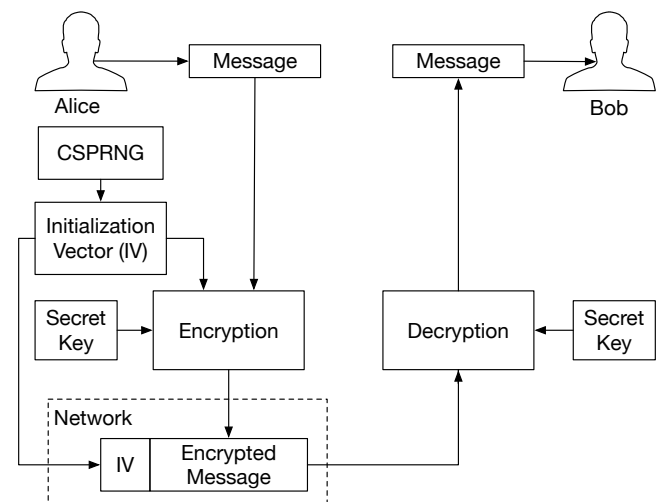 Message
Message
Alice
Bob
CSPRNG
Initialization
Vector (IV)
Secret
Key
Encryption
Decryption
Secret
Key
Network
IV
Encrypted
Message